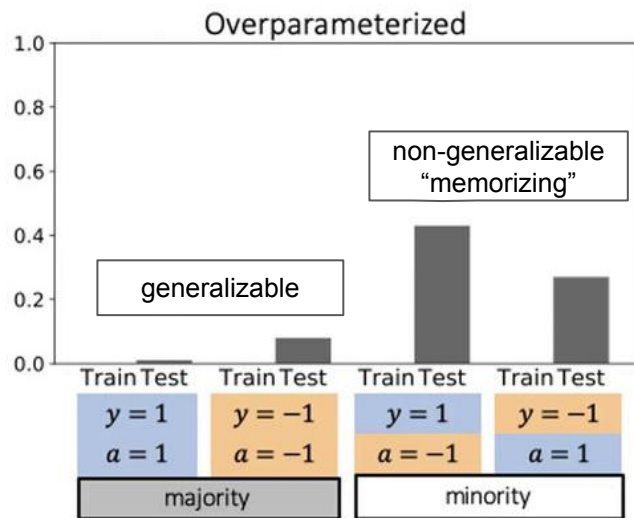 Overparameterized
1.0
0.8
0.6
0.4
0.2
0.0
non-generalizable
“memorizing”
generalizable
Train Test Train Test Train Test Train Test
y = 1 y = −1 y = 1 y = −1
a = 1 a = −1 a = −1 a = 1
majority minority